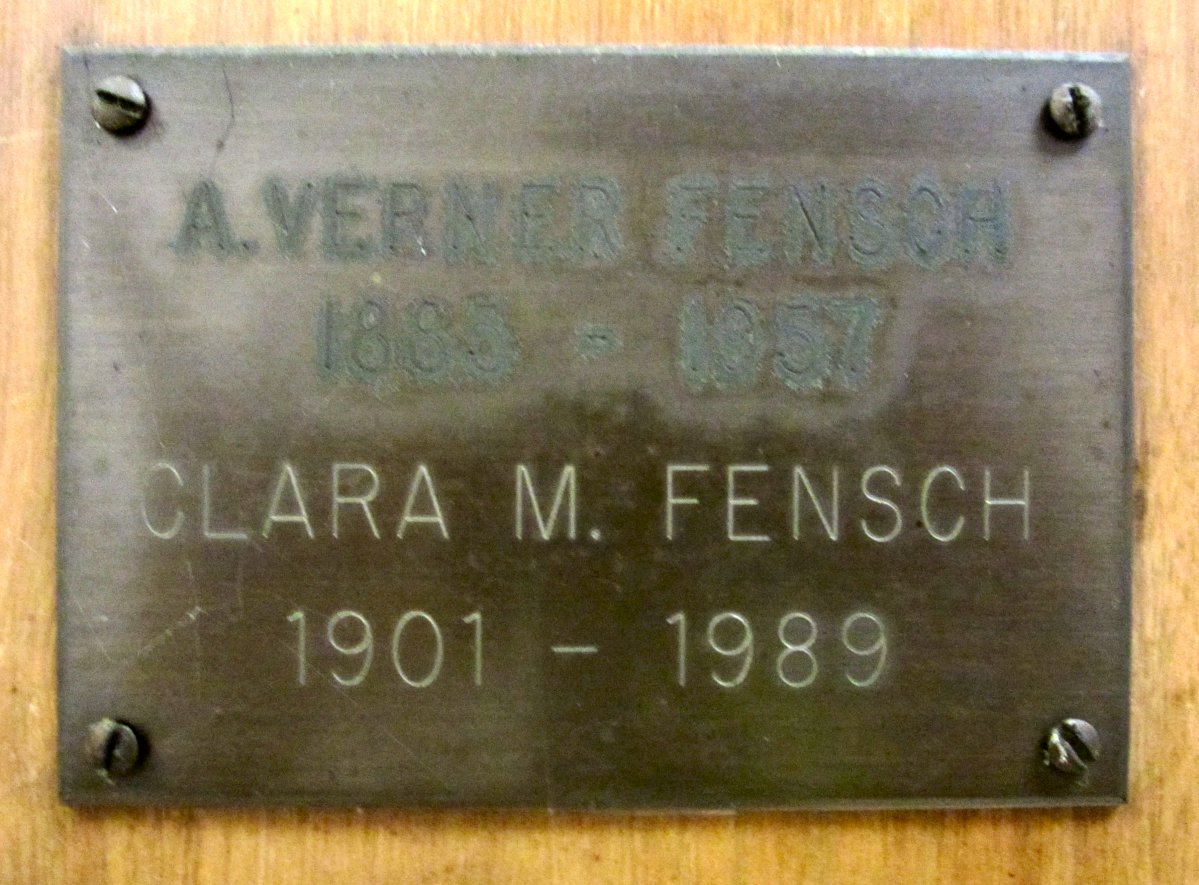 A. VERNER FENSCH
1885 - 1957
CLARA M. FENSCH
1901 - 1989